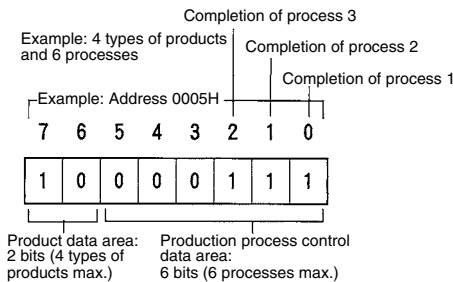 Completion of process 3
Example: 4 types of products
and 6 processes
Completion of process 2
Completion of process 1
Example: Address 0005H
7 6 5 4 3 2 1 0
1 0 0 0 0 1 1 1
Product data area:
2 bits (4 types of
products max.)
Production process control
data area:
6 bits (6 processes max.)